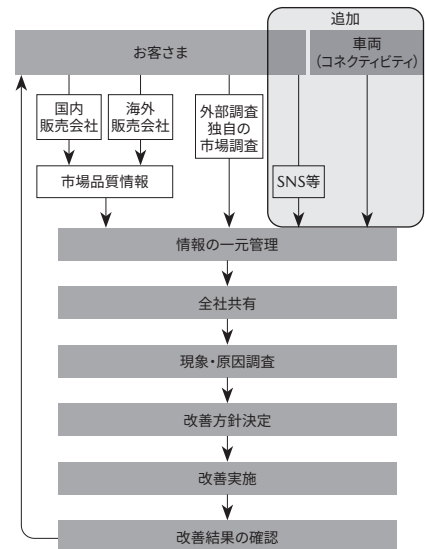 追加
お客さま
車両
（コネクティビティ）
国内
販売会社
海外
販売会社
外部調査
独自の
市場調査
市場品質情報
SNS等
情報の一元管理
全社共有
現象・原因調査
改善方針決定
改善実施
改善結果の確認